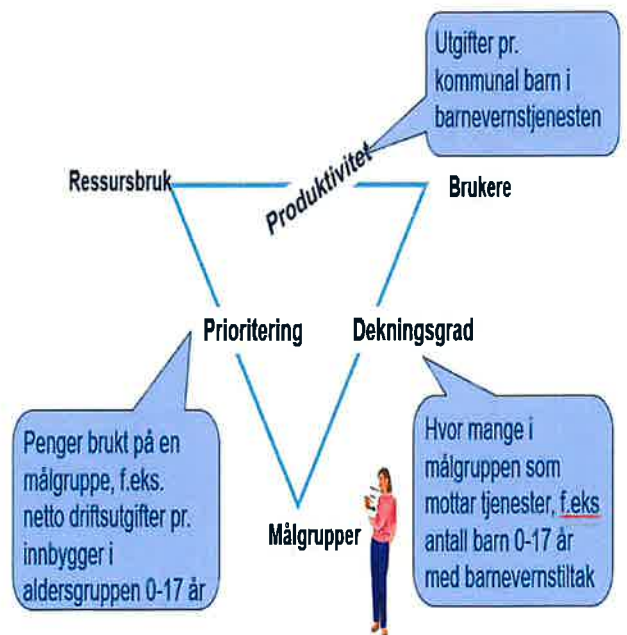 Utgifter pr.
kommunal barn i
barnevernstjenesten
Ressursbruk
Produktivitet
Brukere
Prioritering
Dekningsgrad
Penger brukt på en
målgruppe, f.eks.
netto driftsutgifter pr.
innbygger i
aldersgruppen 0-17 år
Hvor mange i
målgruppen som
mottar tjenester, f.eks
antall barn 0-17 år
med barnevernstiltak
Målgrupper